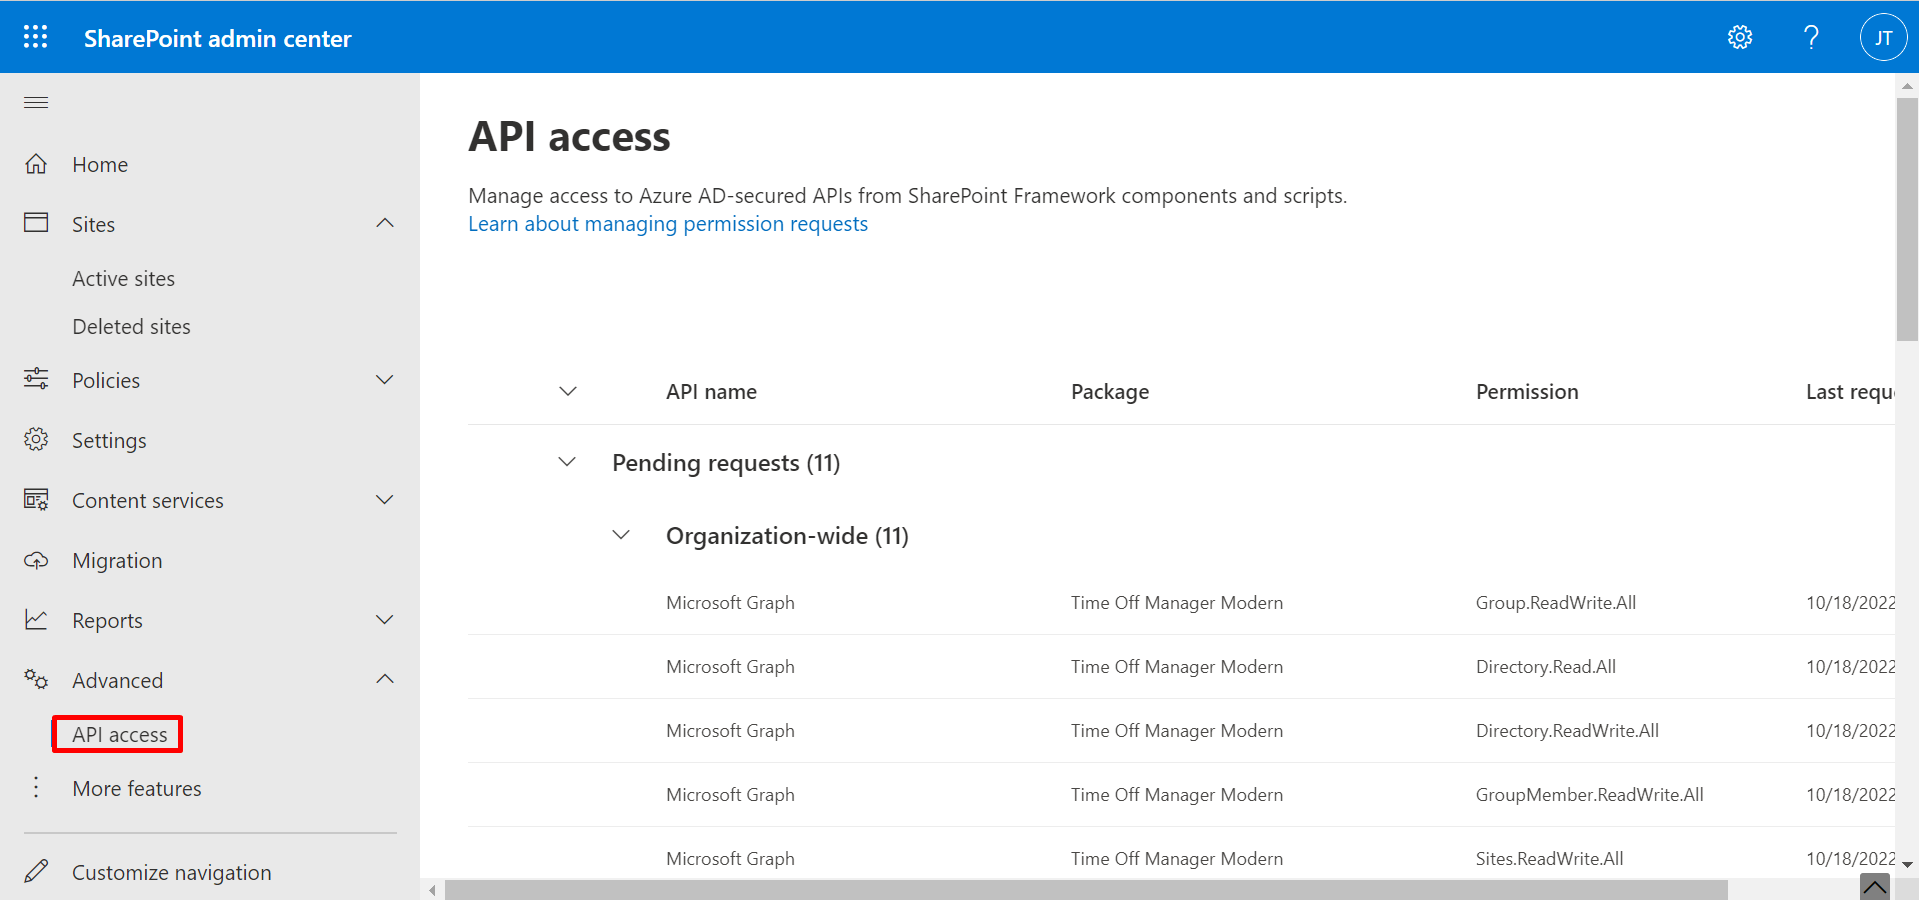 SharePoint admin center
?
JT
Home
Sites
Active sites
Deleted sites
Policies
Settings
Content services
Migration
Reports
Advanced
API access
More features
Customize navigation
API access
Manage access to Azure AD-secured APIs from SharePoint Framework components and scripts.
Learn about managing permission requests
API name Package Permission Last reque
Pending requests (11)
Organization-wide (11)
Microsoft Graph Time Off Manager Modern Group.ReadWrite.All 10/18/2022
Microsoft Graph Time Off Manager Modern Directory.Read.All 10/18/2022
Microsoft Graph Time Off Manager Modern Directory.ReadWrite.All 10/18/2022
Microsoft Graph Time Off Manager Modern GroupMember.ReadWrite.All 10/18/2022
Microsoft Graph Time Off Manager Modern Sites.ReadWrite.All 10/18/2022